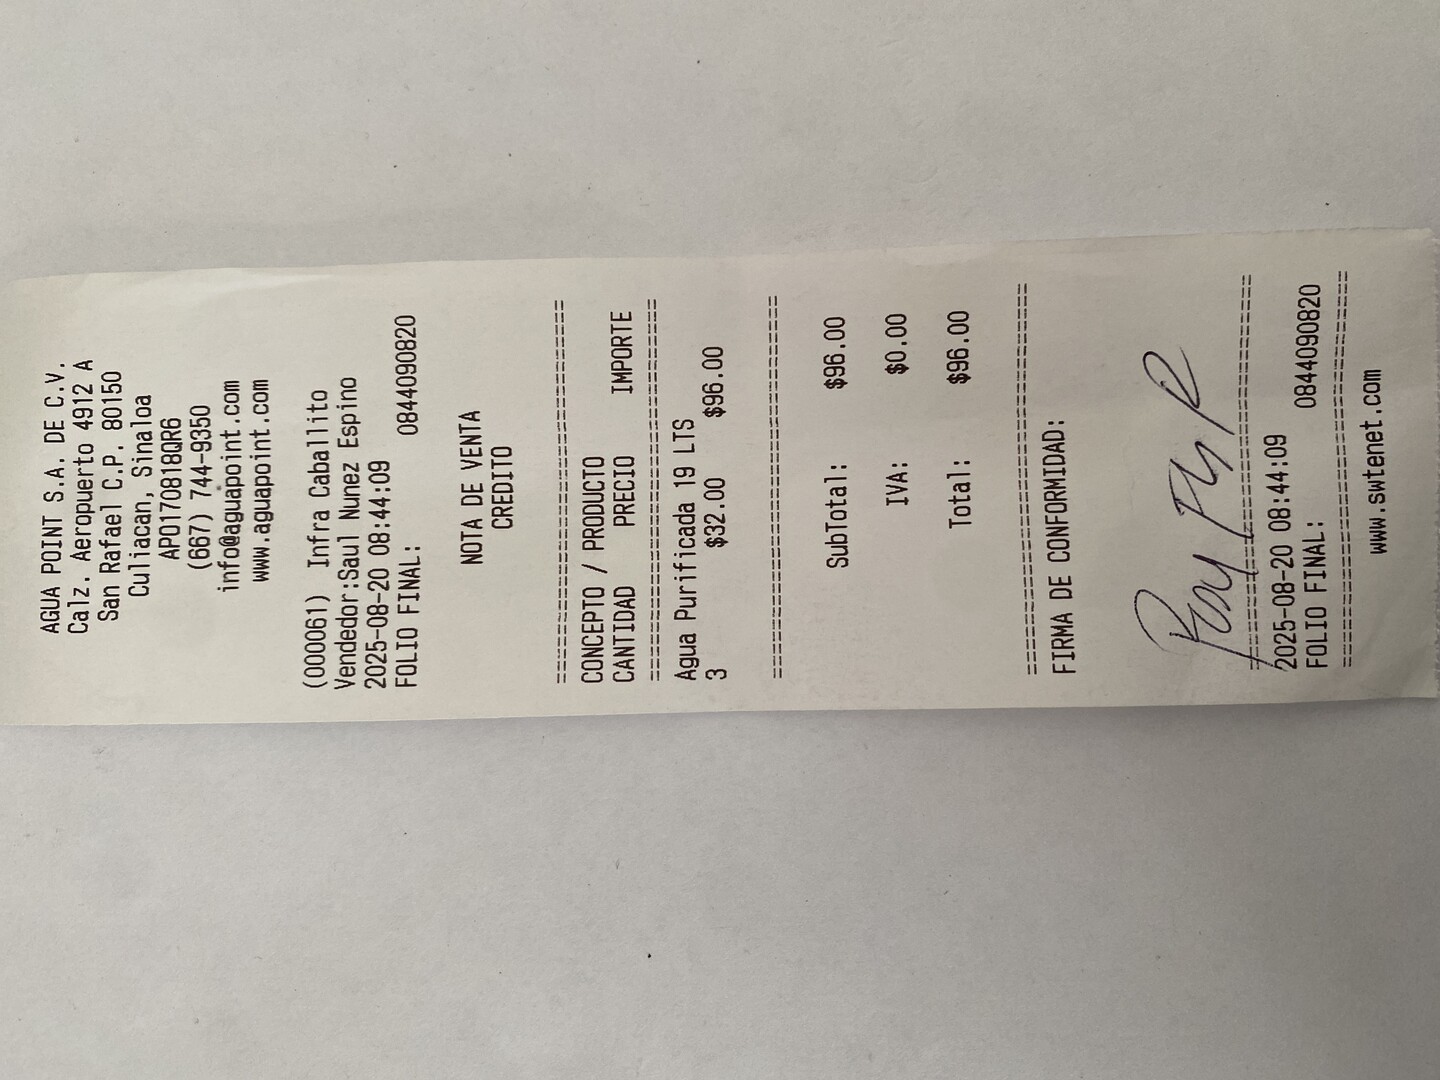 AGUA POINT S.A. DE C.V.
Calz. Aeropuerto 4912 A
San Rafael C.P. 80150
Culiacan, Sinaloa
APO170818QR6
(667) 744-9350
info@aguapoint.com
www.aguapoint.com
(000061) Infra Caballito
Vendedor:Saul Nunez Espino
2025-08-20 08:44:09
FOLIO FINAL: 0844090820
NOTA DE VENTA
CREDITO
CONCEPTO / PRODUCTO
CANTIDAD PRECIO IMPORTE
Agua Purificada 19 LTS
3 $32.00 $96.00
SubTotal: $96.00
IVA: $0.00
Total: $96.00
FIRMA DE CONFORMIDAD:
2025-08-20 08:44:09
FOLIO FINAL: 0844090820
www.swtenet.com